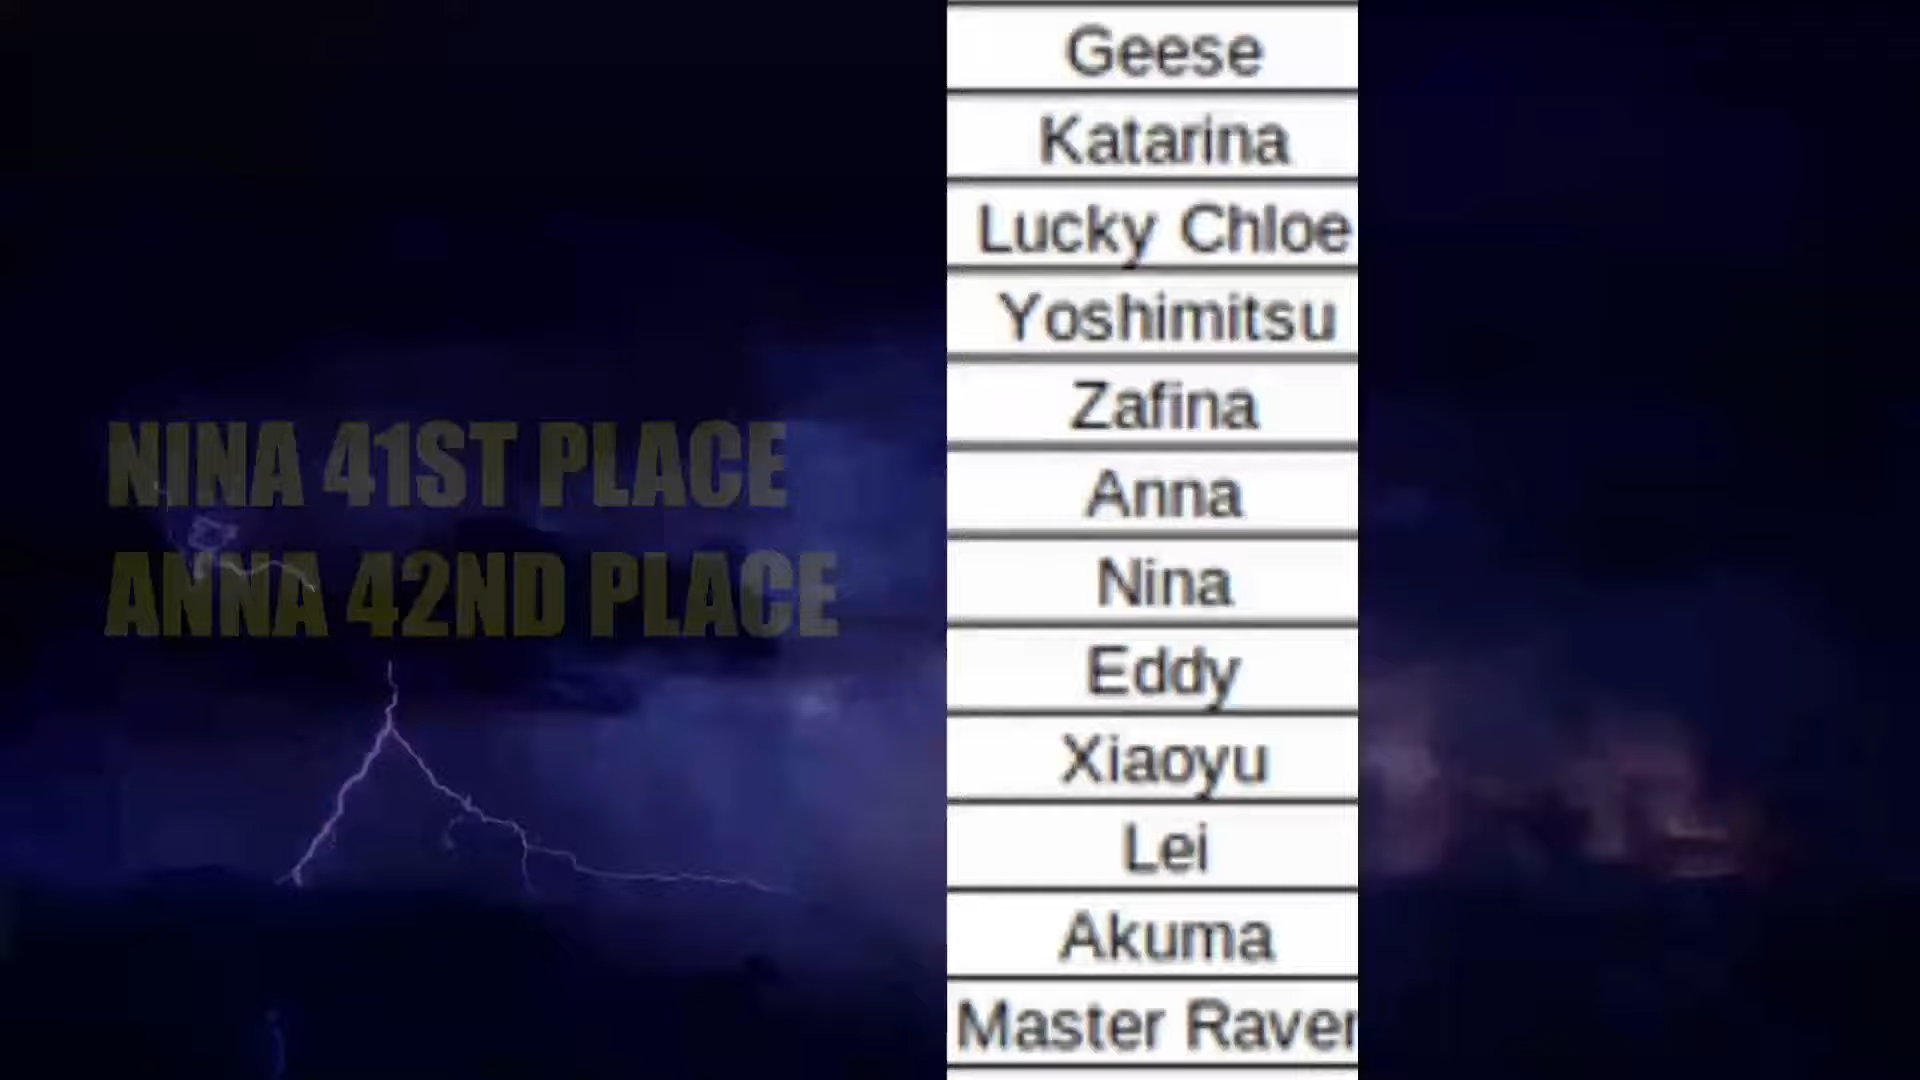 NINA 41ST PLACE
ANNA 42ND PLACE
Geese
Katarina
Lucky Chloe
Yoshimitsu
Zafina
Anna
Nina
Eddy
Xiaoyu
Lei
Akuma
Master Raven